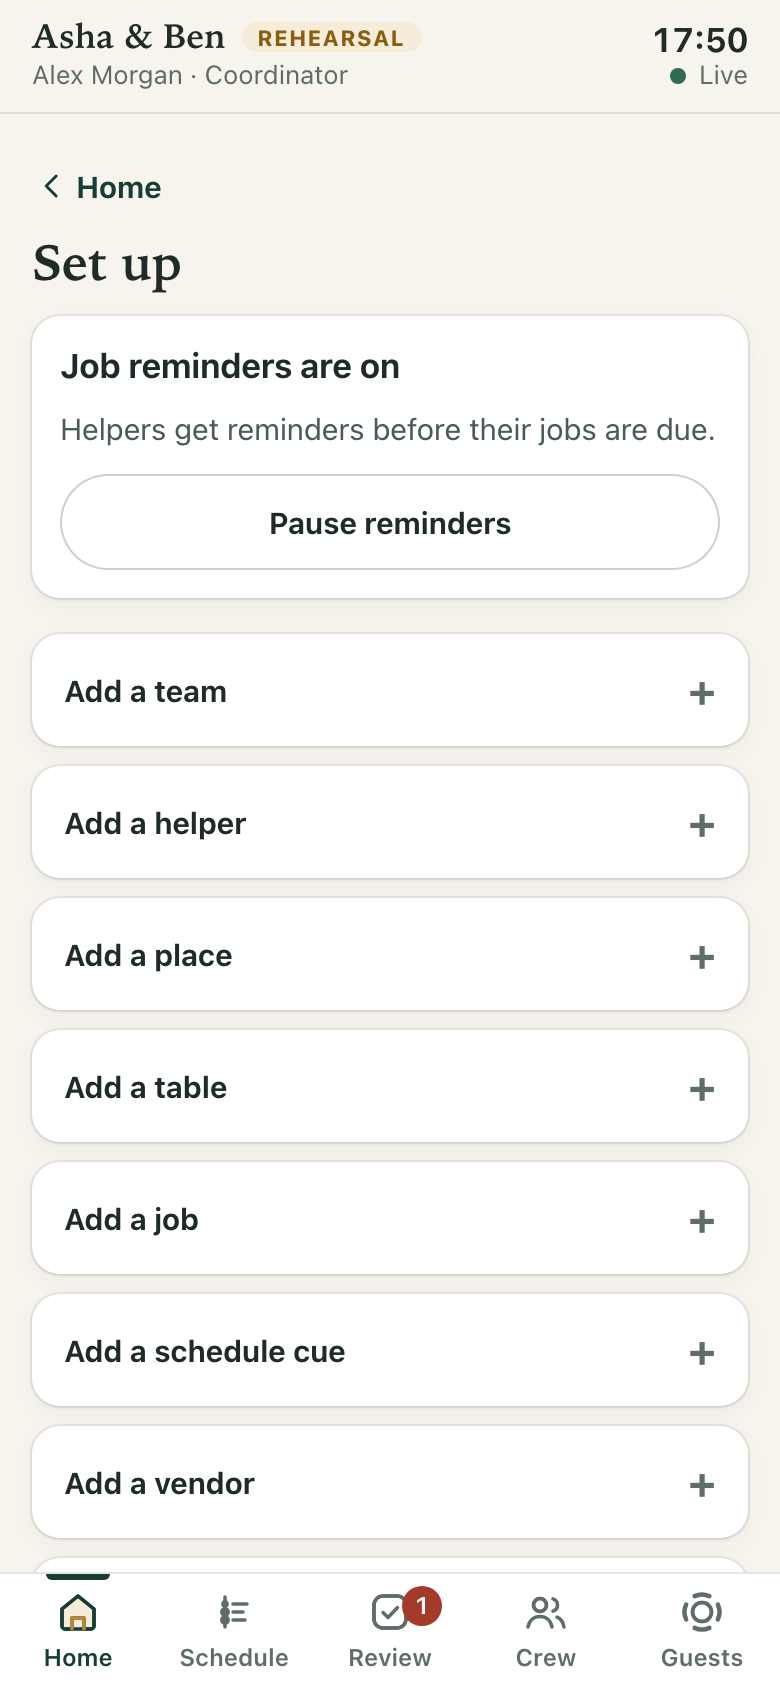 Asha & Ben REHEARSAL 17:50
Alex Morgan · Coordinator Live
Home
Set up
Job reminders are on
Helpers get reminders before their jobs are due.
Pause reminders
Add a team +
Add a helper +
Add a place +
Add a table +
Add a job +
Add a schedule cue +
Add a vendor +
1
Home Schedule Review Crew Guests